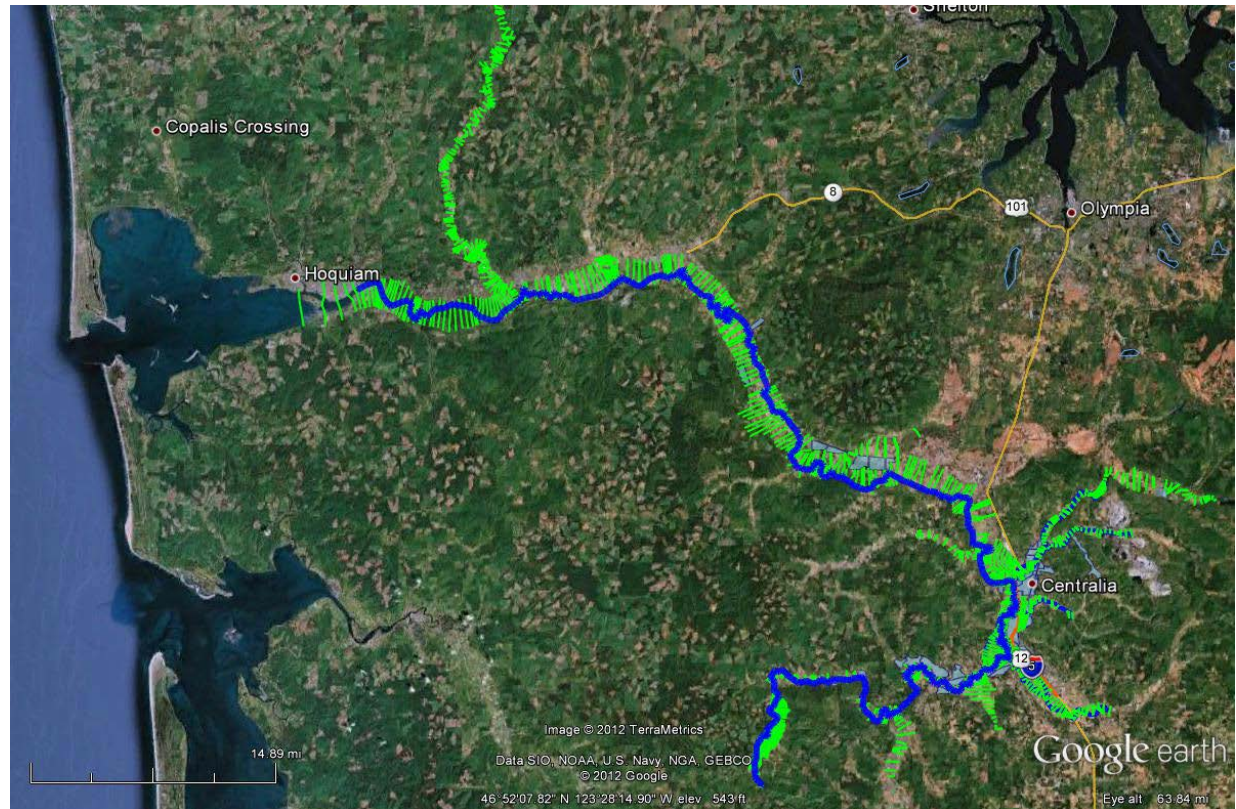 Shelton
Copalis Crossing
8
101
Olympia
Hoquiam
Centralia
12
5
14.89 mi
Image © 2012 TerraMetrics
Data SIO, NOAA, U.S. Navy, NGA, GEBCO
© 2012 Google
Google earth
46°52'07.82" N 123°28'14.90" W elev 543 ft
Eye alt 63.84 mi